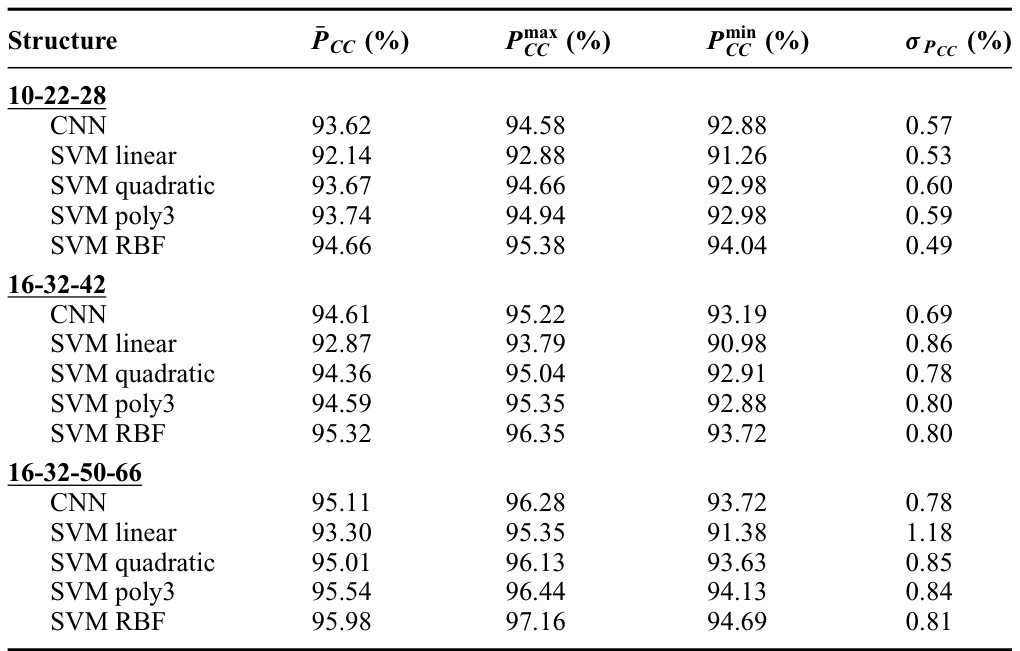 Structure P̄CC (%) PCC^max (%) PCC^min (%) σPCC (%)
10-22-28
CNN 93.62 94.58 92.88 0.57
SVM linear 92.14 92.88 91.26 0.53
SVM quadratic 93.67 94.66 92.98 0.60
SVM poly3 93.74 94.94 92.98 0.59
SVM RBF 94.66 95.38 94.04 0.49
16-32-42
CNN 94.61 95.22 93.19 0.69
SVM linear 92.87 93.79 90.98 0.86
SVM quadratic 94.36 95.04 92.91 0.78
SVM poly3 94.59 95.35 92.88 0.80
SVM RBF 95.32 96.35 93.72 0.80
16-32-50-66
CNN 95.11 96.28 93.72 0.78
SVM linear 93.30 95.35 91.38 1.18
SVM quadratic 95.01 96.13 93.63 0.85
SVM poly3 95.54 96.44 94.13 0.84
SVM RBF 95.98 97.16 94.69 0.81